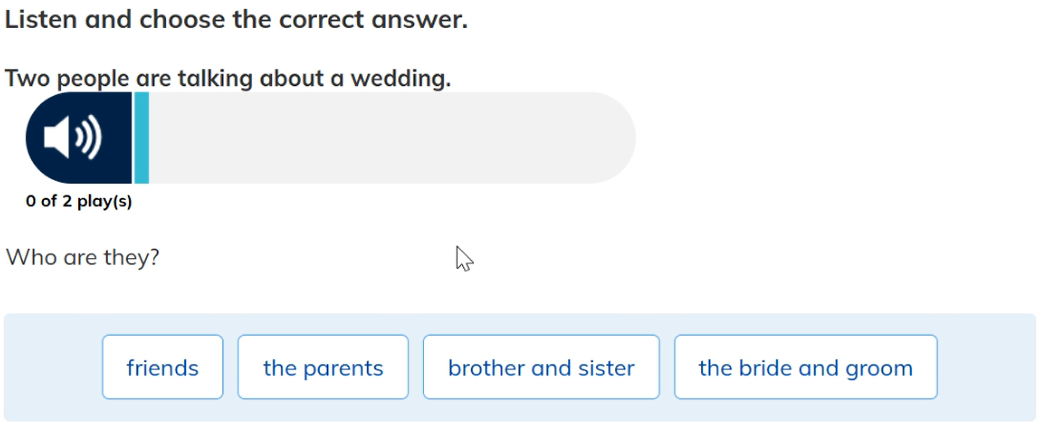 Listen and choose the correct answer.
Two people are talking about a wedding.
0 of 2 play(s)
Who are they?
friends the parents brother and sister the bride and groom